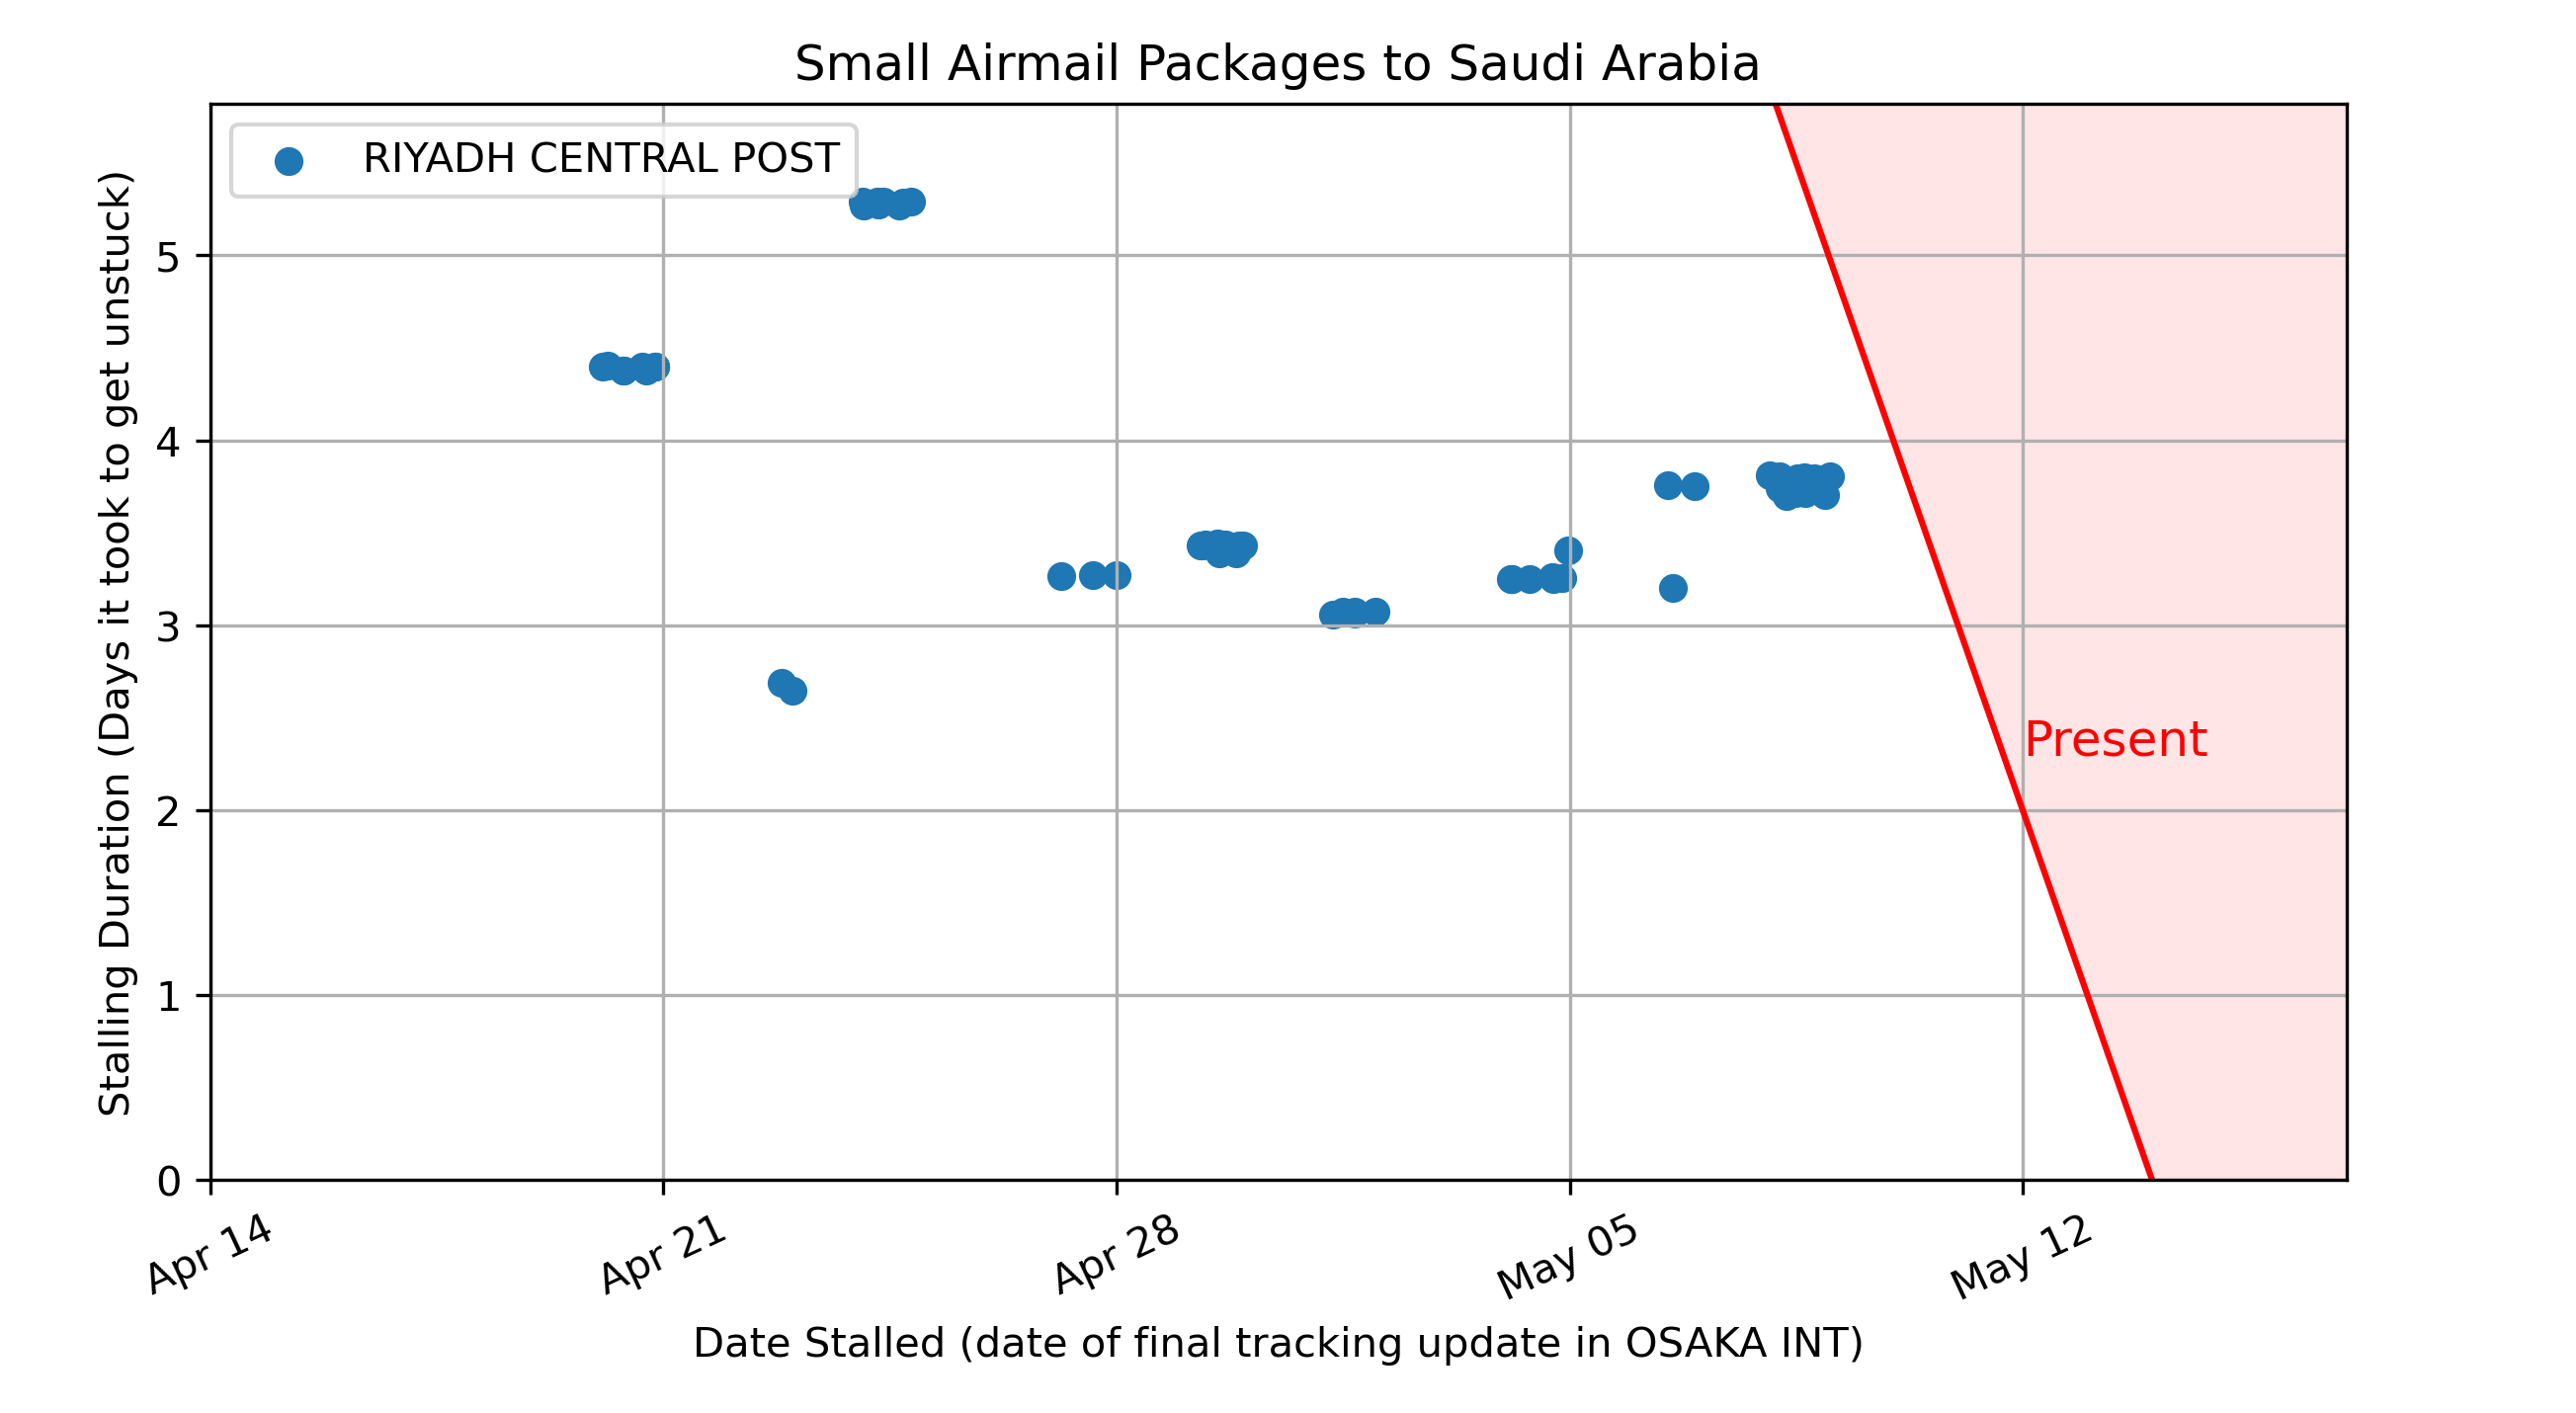 Small Airmail Packages to Saudi Arabia
RIYADH CENTRAL POST
Stalling Duration (Days it took to get unstuck)
5
4
3
2
1
0
Present
Apr 14
Apr 21
Apr 28
May 05
May 12
Date Stalled (date of final tracking update in OSAKA INT)